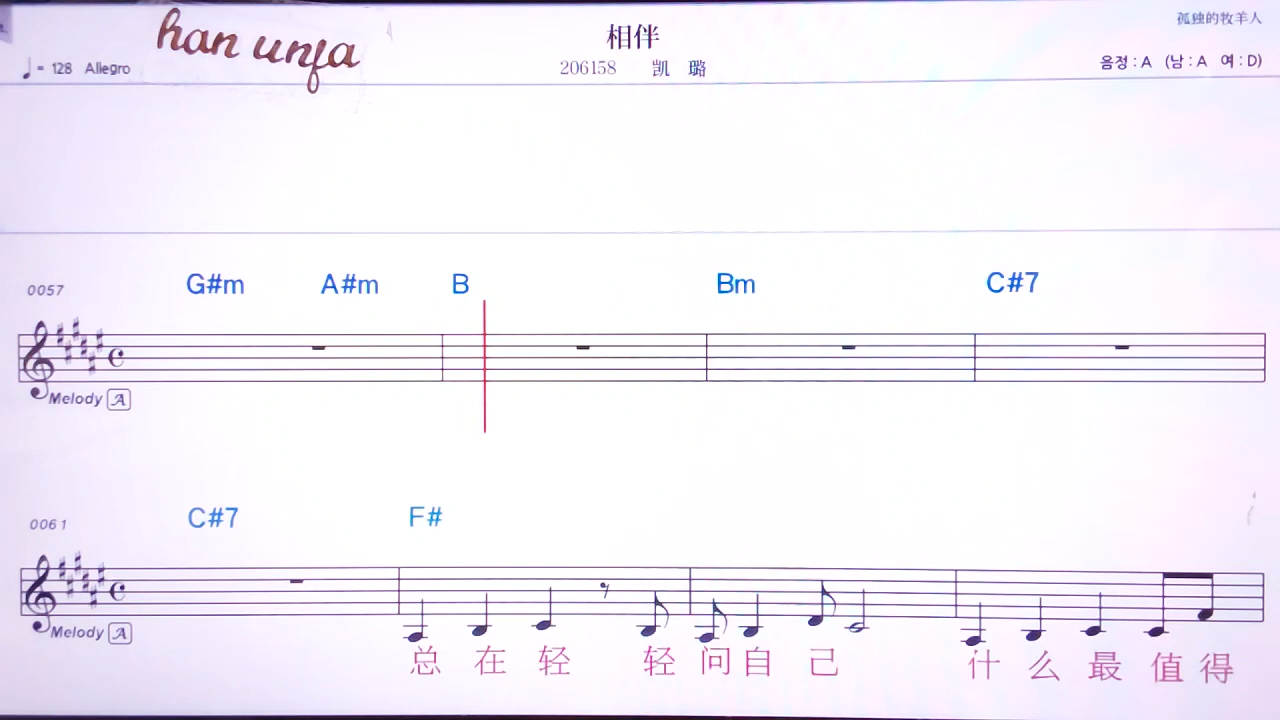 han unja
相伴
孤独的牧羊人
♩= 128 Allegro
206158 凯 璐
음정 : A (남 : A 여 : D)
0057 G#m A#m B Bm C#7
Melody A
0061 C#7 F#
Melody A
总 在 轻 轻 问 自 己 什 么 最 值 得